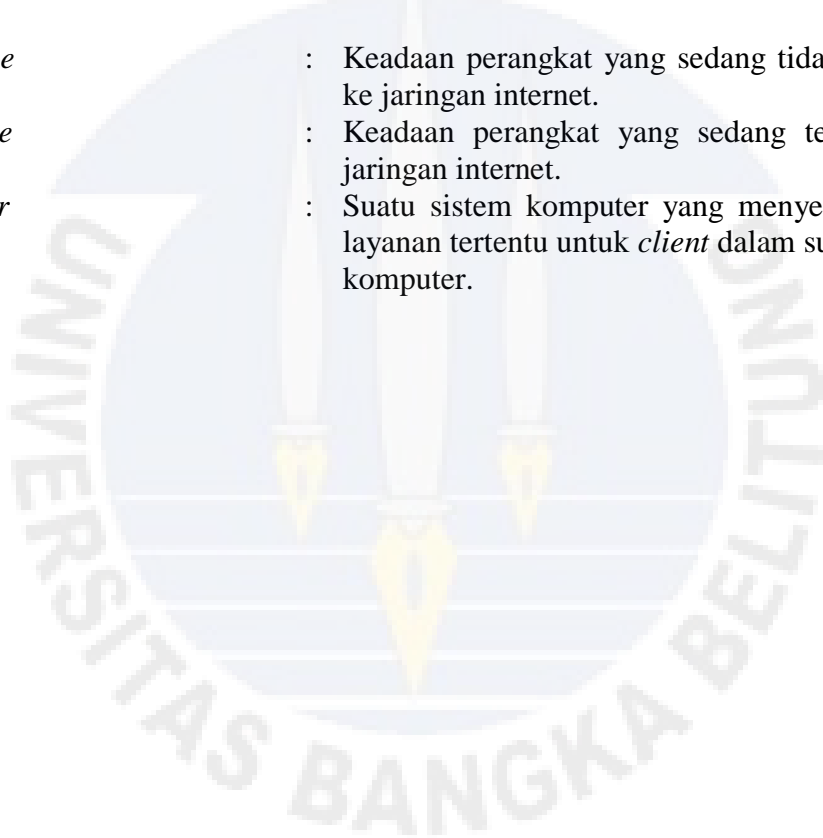 e : Keadaan perangkat yang sedang tida
ke jaringan internet.
e : Keadaan perangkat yang sedang te
jaringan internet.
r : Suatu sistem komputer yang menye
layanan tertentu untuk client dalam su
komputer.
UNIVERSITAS BANGKA BELITUNG